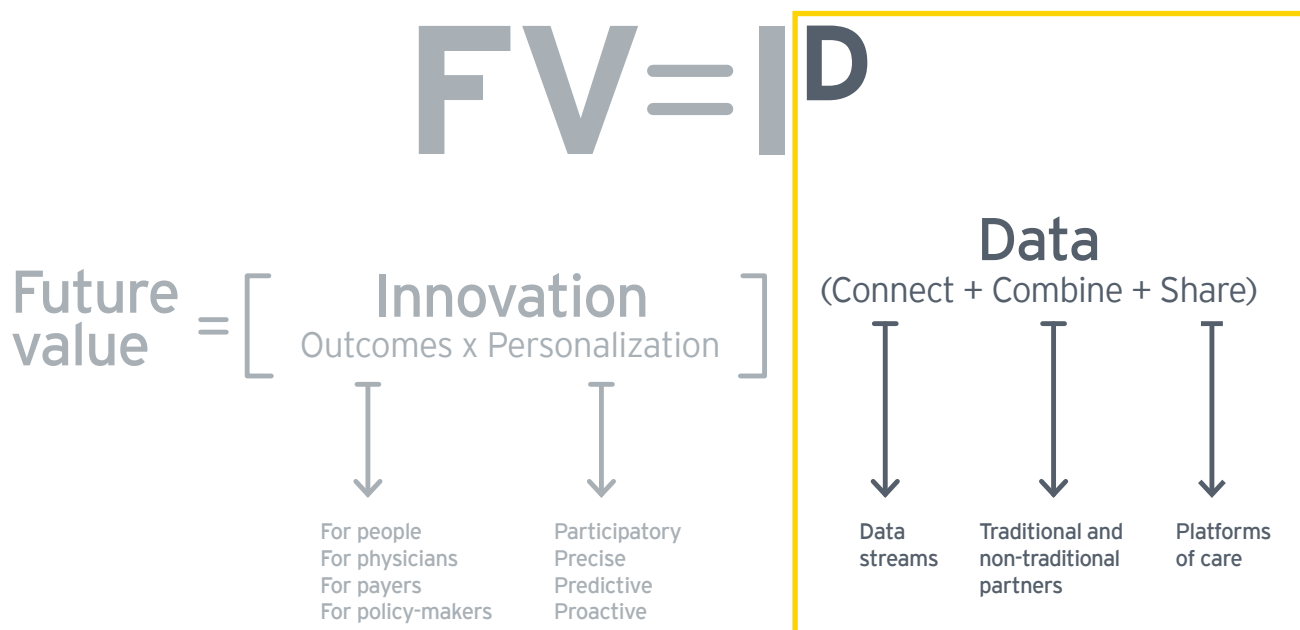 FV=I^D
Data
(Connect + Combine + Share)
Future
value
=
[
Innovation
Outcomes x Personalization
]
For people
For physicians
For payers
For policy-makers
Participatory
Precise
Predictive
Proactive
Data
streams
Traditional and
non-traditional
partners
Platforms
of care